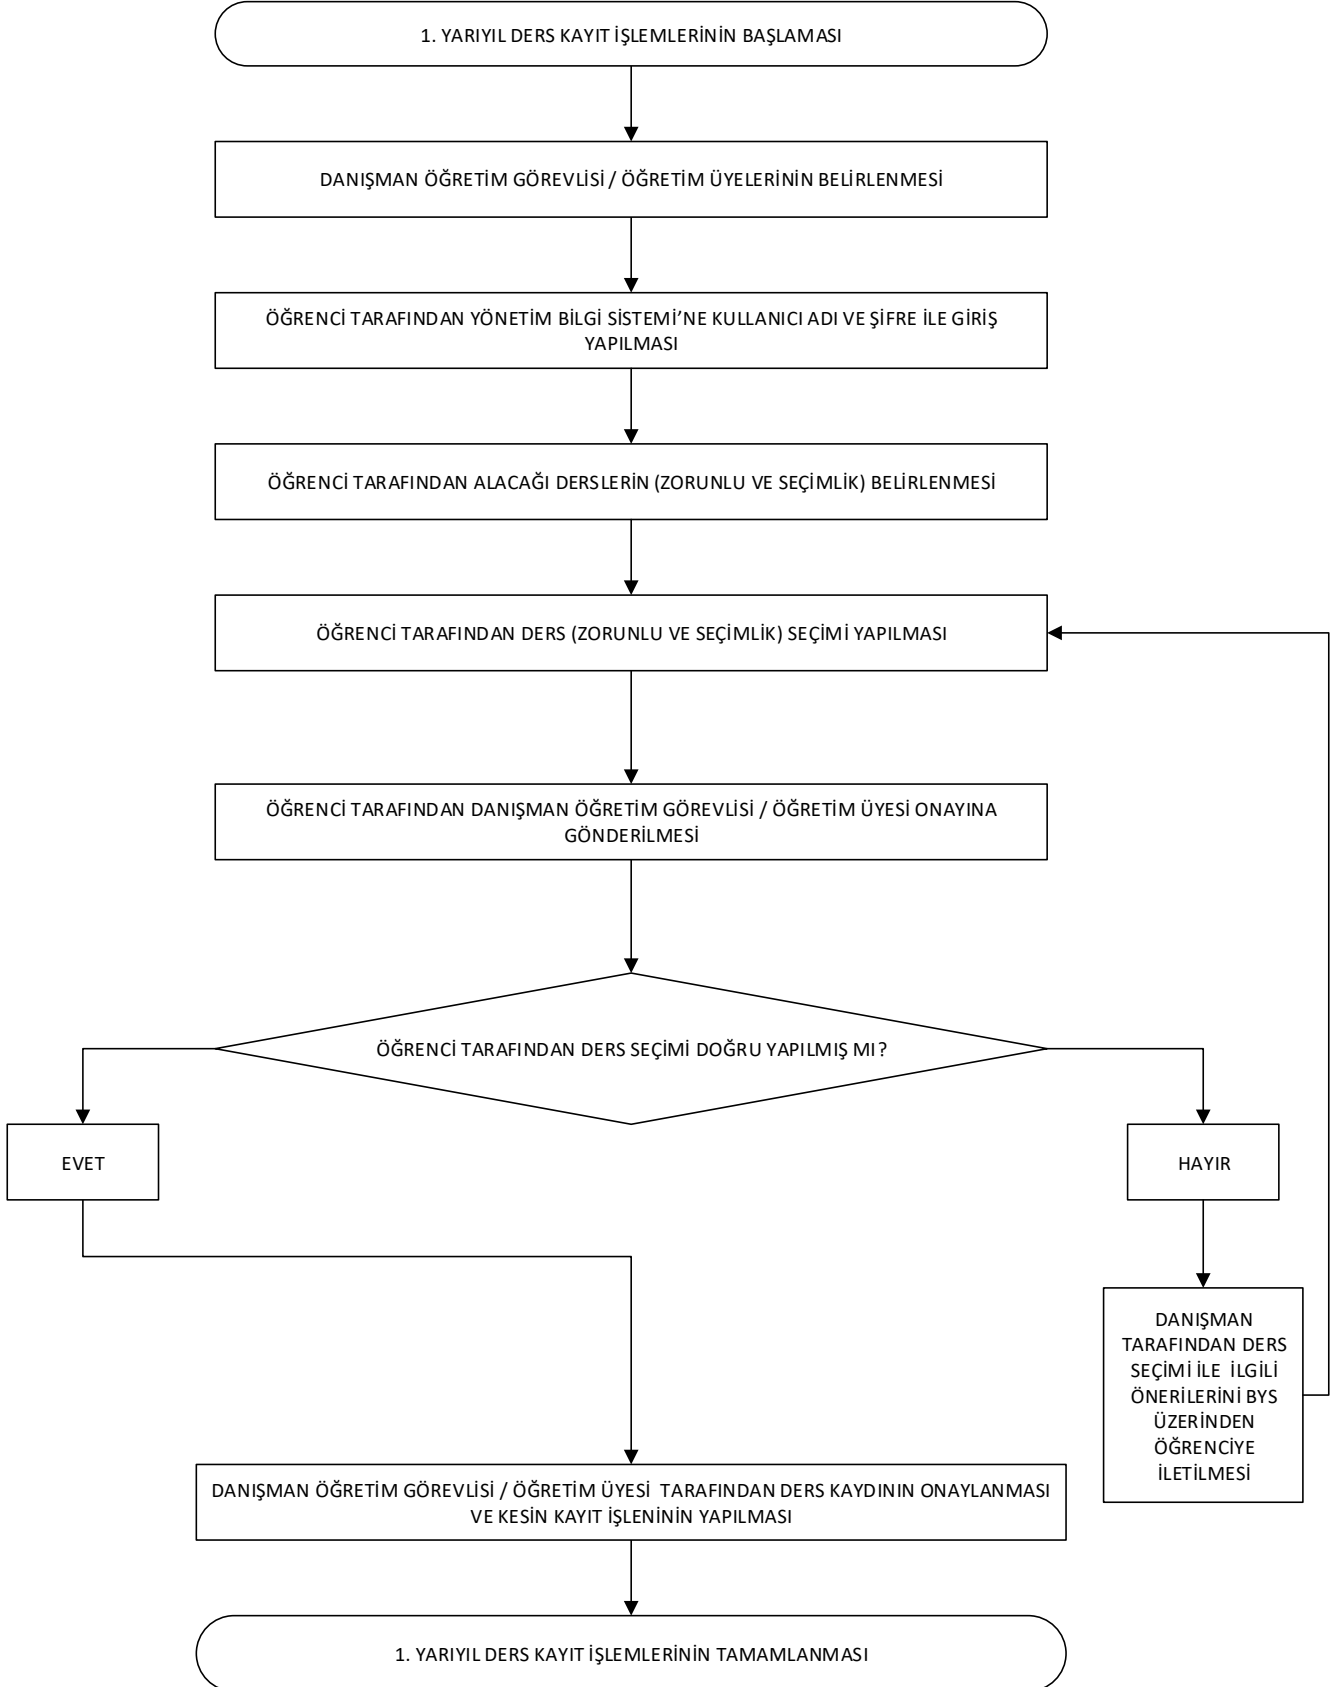 1. YARIYIL DERS KAYIT İŞLEMLERİNİN BAŞLAMASI
DANIŞMAN ÖĞRETİM GÖREVLİSİ / ÖĞRETİM ÜYELERİNİN BELİRLENMESİ
ÖĞRENCİ TARAFINDAN YÖNETİM BİLGİ SİSTEMİ’NE KULLANICI ADI VE ŞİFRE İLE GİRİŞ
YAPILMASI
ÖĞRENCİ TARAFINDAN ALACAĞI DERSLERİN (ZORUNLU VE SEÇİMLİK) BELİRLENMESİ
ÖĞRENCİ TARAFINDAN DERS (ZORUNLU VE SEÇİMLİK) SEÇİMİ YAPILMASI
ÖĞRENCİ TARAFINDAN DANIŞMAN ÖĞRETİM GÖREVLİSİ / ÖĞRETİM ÜYESİ ONAYINA
GÖNDERİLMESİ
ÖĞRENCİ TARAFINDAN DERS SEÇİMİ DOĞRU YAPILMIŞ MI?
EVET
HAYIR
DANIŞMAN
TARAFINDAN DERS
SEÇİMİ İLE İLGİLİ
ÖNERİLERİNİ BYS
ÜZERİNDEN
ÖĞRENCİYE
İLETİLMESİ
DANIŞMAN ÖĞRETİM GÖREVLİSİ / ÖĞRETİM ÜYESİ TARAFINDAN DERS KAYDININ ONAYLANMASI
VE KESİN KAYIT İŞLENİNİN YAPILMASI
1. YARIYIL DERS KAYIT İŞLEMLERİNİN TAMAMLANMASI